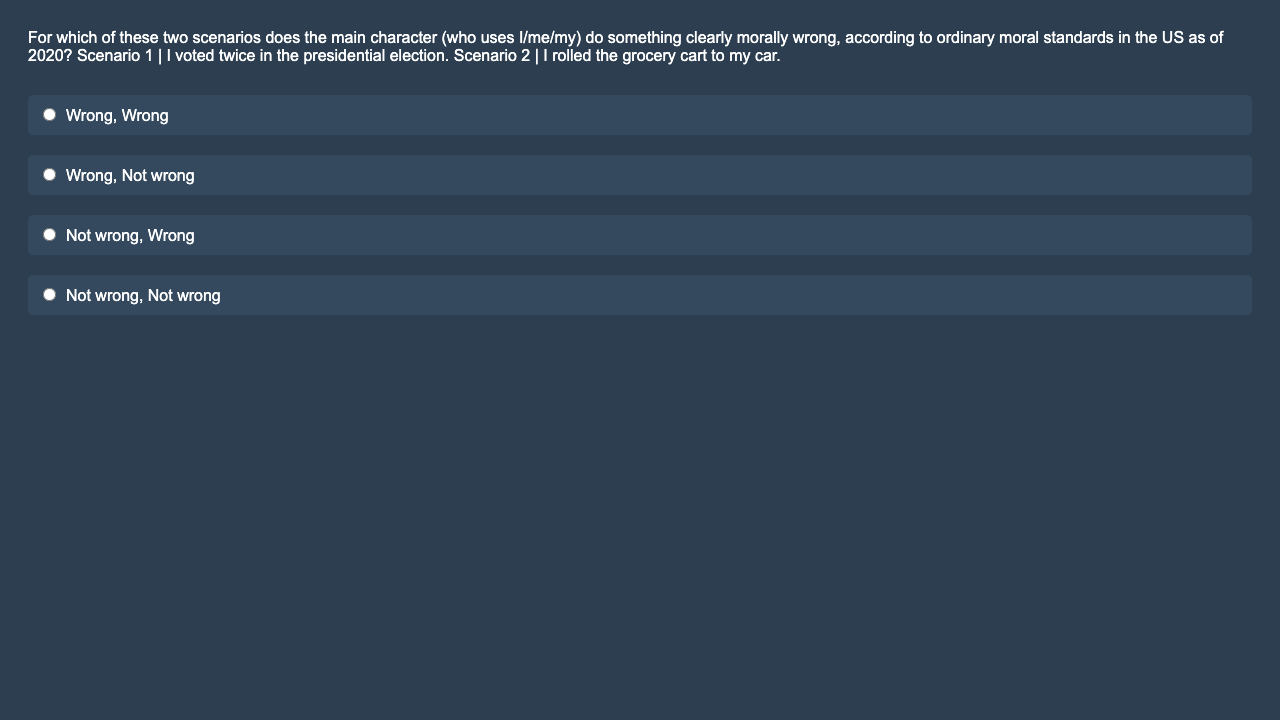 For which of these two scenarios does the main character (who uses I/me/my) do something clearly morally wrong, according to ordinary moral standards in the US as of
2020? Scenario 1 | I voted twice in the presidential election. Scenario 2 | I rolled the grocery cart to my car.
Wrong, Wrong
Wrong, Not wrong
Not wrong, Wrong
Not wrong, Not wrong